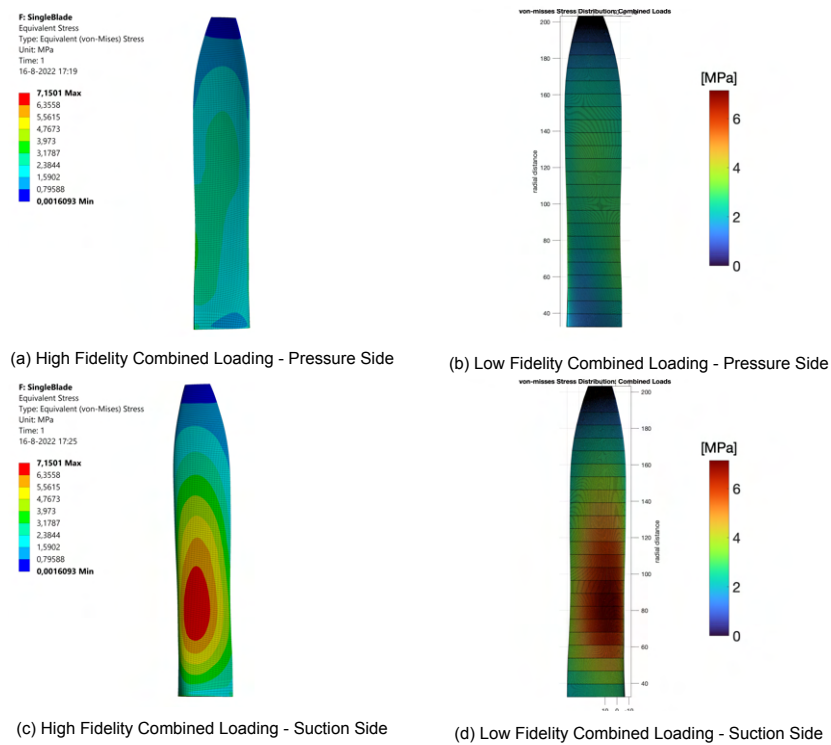 F: SingleBlade
Equivalent Stress
Type: Equivalent (von-Mises) Stress
Unit: MPa
Time: 1
16-8-2022 17:19
7,1501 Max
6,3558
5,5615
4,7673
3,973
3,1787
2,3844
1,5902
0,79588
0,0016093 Min
(a) High Fidelity Combined Loading - Pressure Side
von-misses Stress Distribution; Combined Loads
200
180
160
140
120
100
80
60
40
radial distance
[MPa]
6
4
2
0
(b) Low Fidelity Combined Loading - Pressure Side
F: SingleBlade
Equivalent Stress
Type: Equivalent (von-Mises) Stress
Unit: MPa
Time: 1
16-8-2022 17:25
7,1501 Max
6,3558
5,5615
4,7673
3,973
3,1787
2,3844
1,5902
0,79588
0,0016093 Min
(c) High Fidelity Combined Loading - Suction Side
von-misses Stress Distribution; Combined Loads
200
180
160
140
120
100
80
60
40
radial distance
[MPa]
6
4
2
0
(d) Low Fidelity Combined Loading - Suction Side